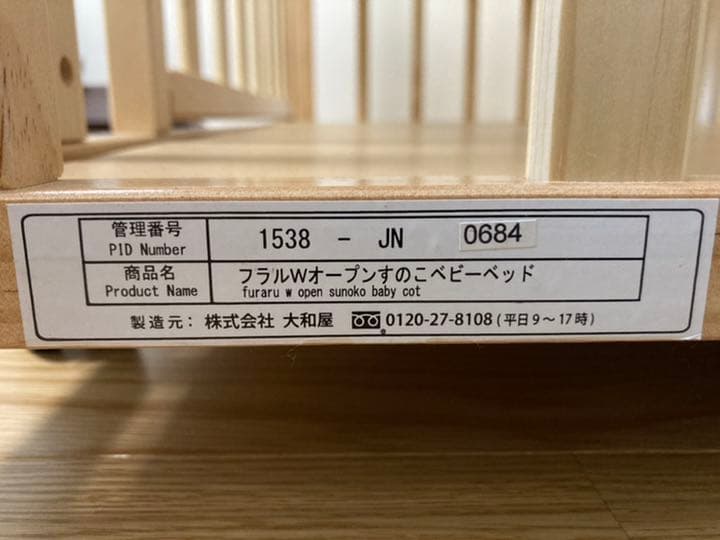 管理番号
PID Number
1538 - JN 0684
商品名
Product Name
フラルWオープンすのこベビーベッド
furaru w open sunoko baby cot
製造元: 株式会社 大和屋 0120-27-8108 (平日9～17時)